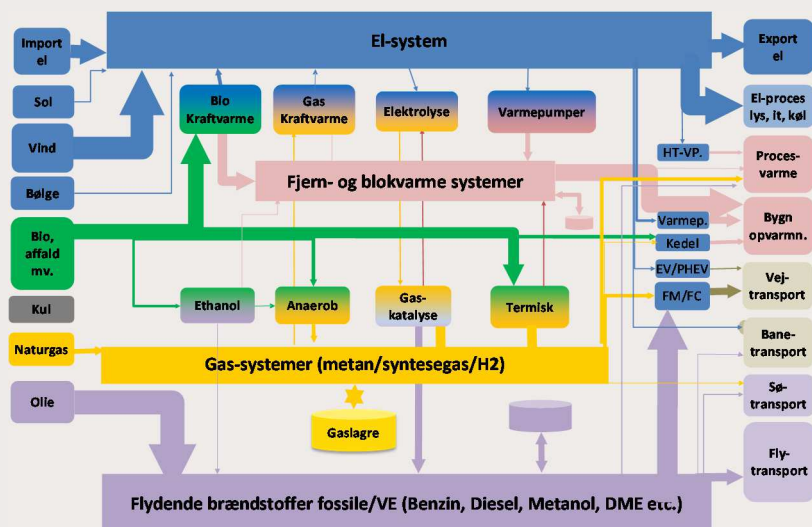 El-system
Import
el
Sol
Vind
Bølge
Bio,
affald
mv.
Kul
Naturgas
Olie
Bio
Kraftvarme
Gas
Kraftvarme
Elektrolyse
Varmepumper
Fjern- og blokvarme systemer
Ethanol
Anaerob
Gas-
katalyse
Termisk
Gas-systemer (metan/syntesegas/H2)
Gaslagre
Flydende brændstoffer fossile/VE (Benzin, Diesel, Metanol, DME etc.)
HT-VP.
Varmep.
Kedel
EV/PHEV
FM/FC
Export
el
El-proces
lys, it, køl
Proces-
varme
Bygn
opvarmn.
Vej-
transport
Bane-
transport
Sø-
transport
Fly-
transport